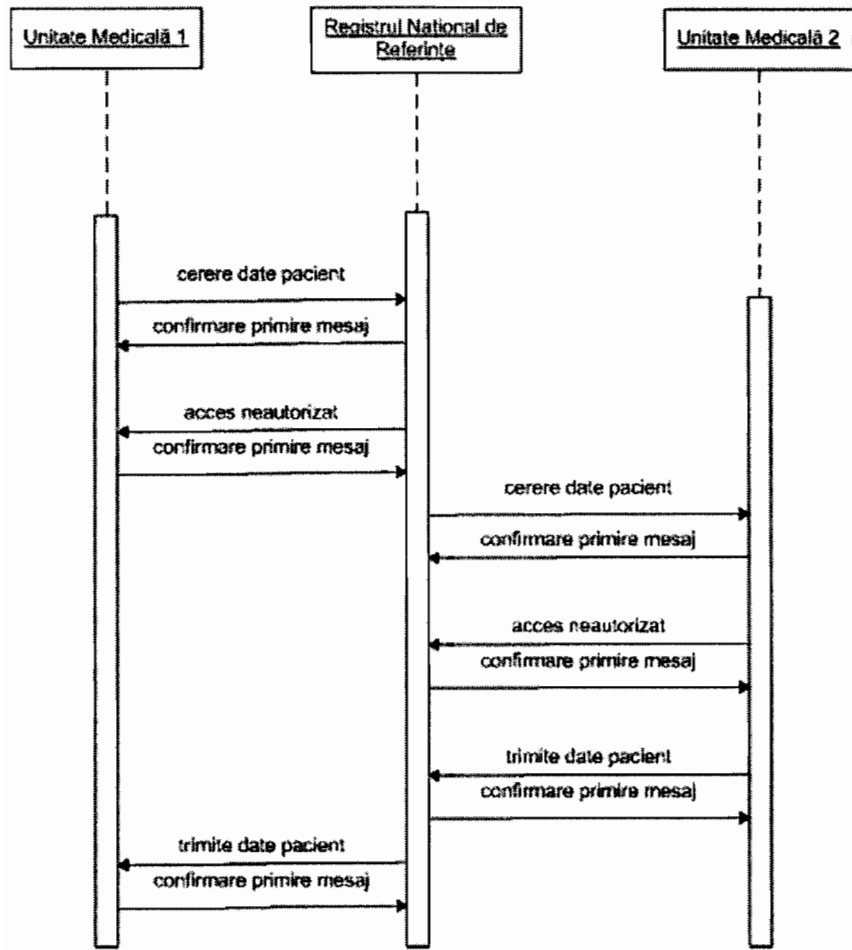 Unitate Medicală 1
Registrul Național de
Referințe
Unitate Medicală 2
cerere date pacient
confirmare primire mesaj
acces neautorizat
confirmare primire mesaj
cerere date pacient
confirmare primire mesaj
acces neautorizat
confirmare primire mesaj
trimite date pacient
confirmare primire mesaj
trimite date pacient
confirmare primire mesaj